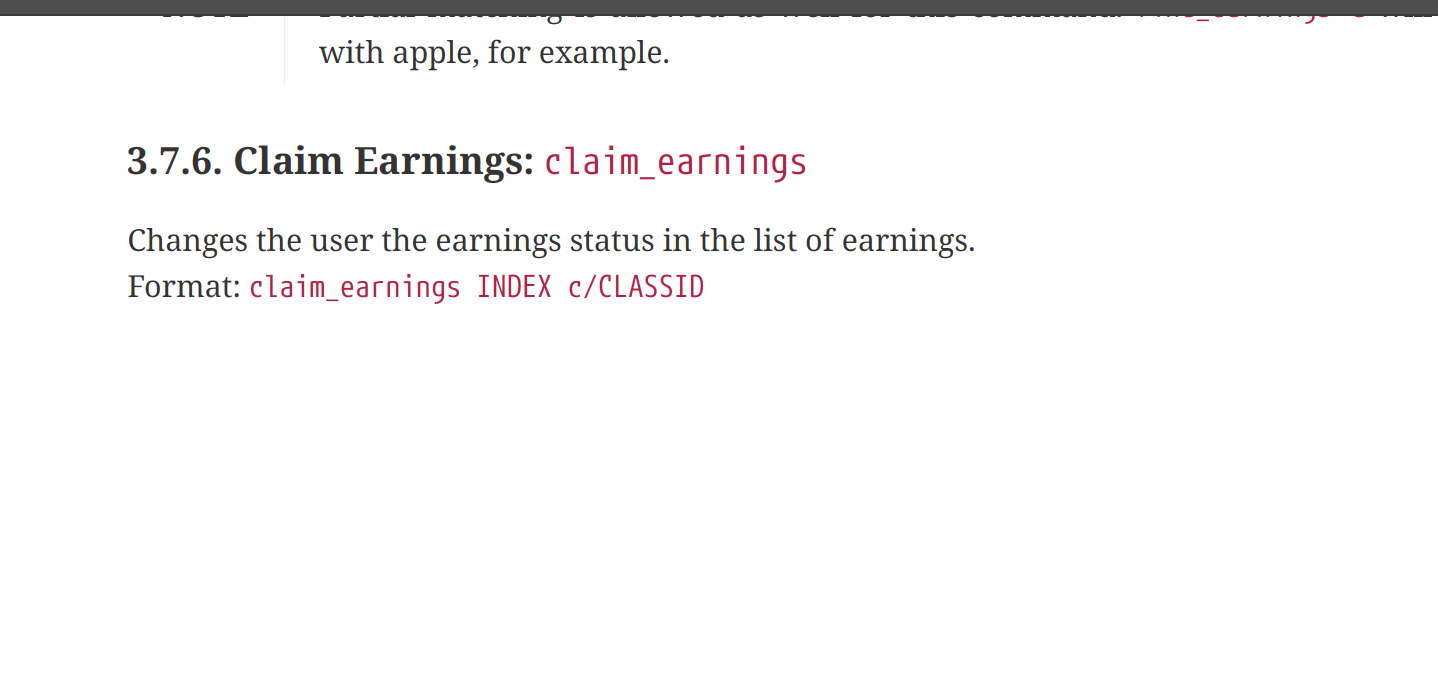 with apple, for example.
3.7.6. Claim Earnings: claim_earnings
Changes the user the earnings status in the list of earnings.
Format: claim_earnings INDEX c/CLASSID